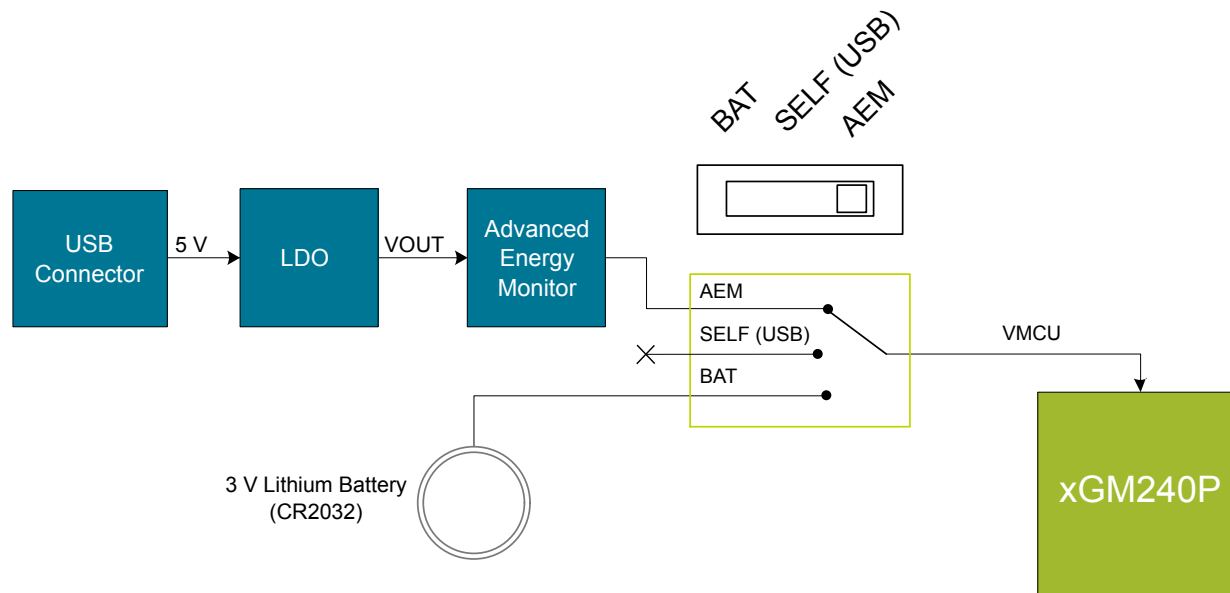 BAT
SELF (USB)
AEM
USB
Connector
5 V
LDO
VOUT
Advanced
Energy
Monitor
AEM
SELF (USB)
BAT
VMCU
3 V Lithium Battery
(CR2032)
xGM240P